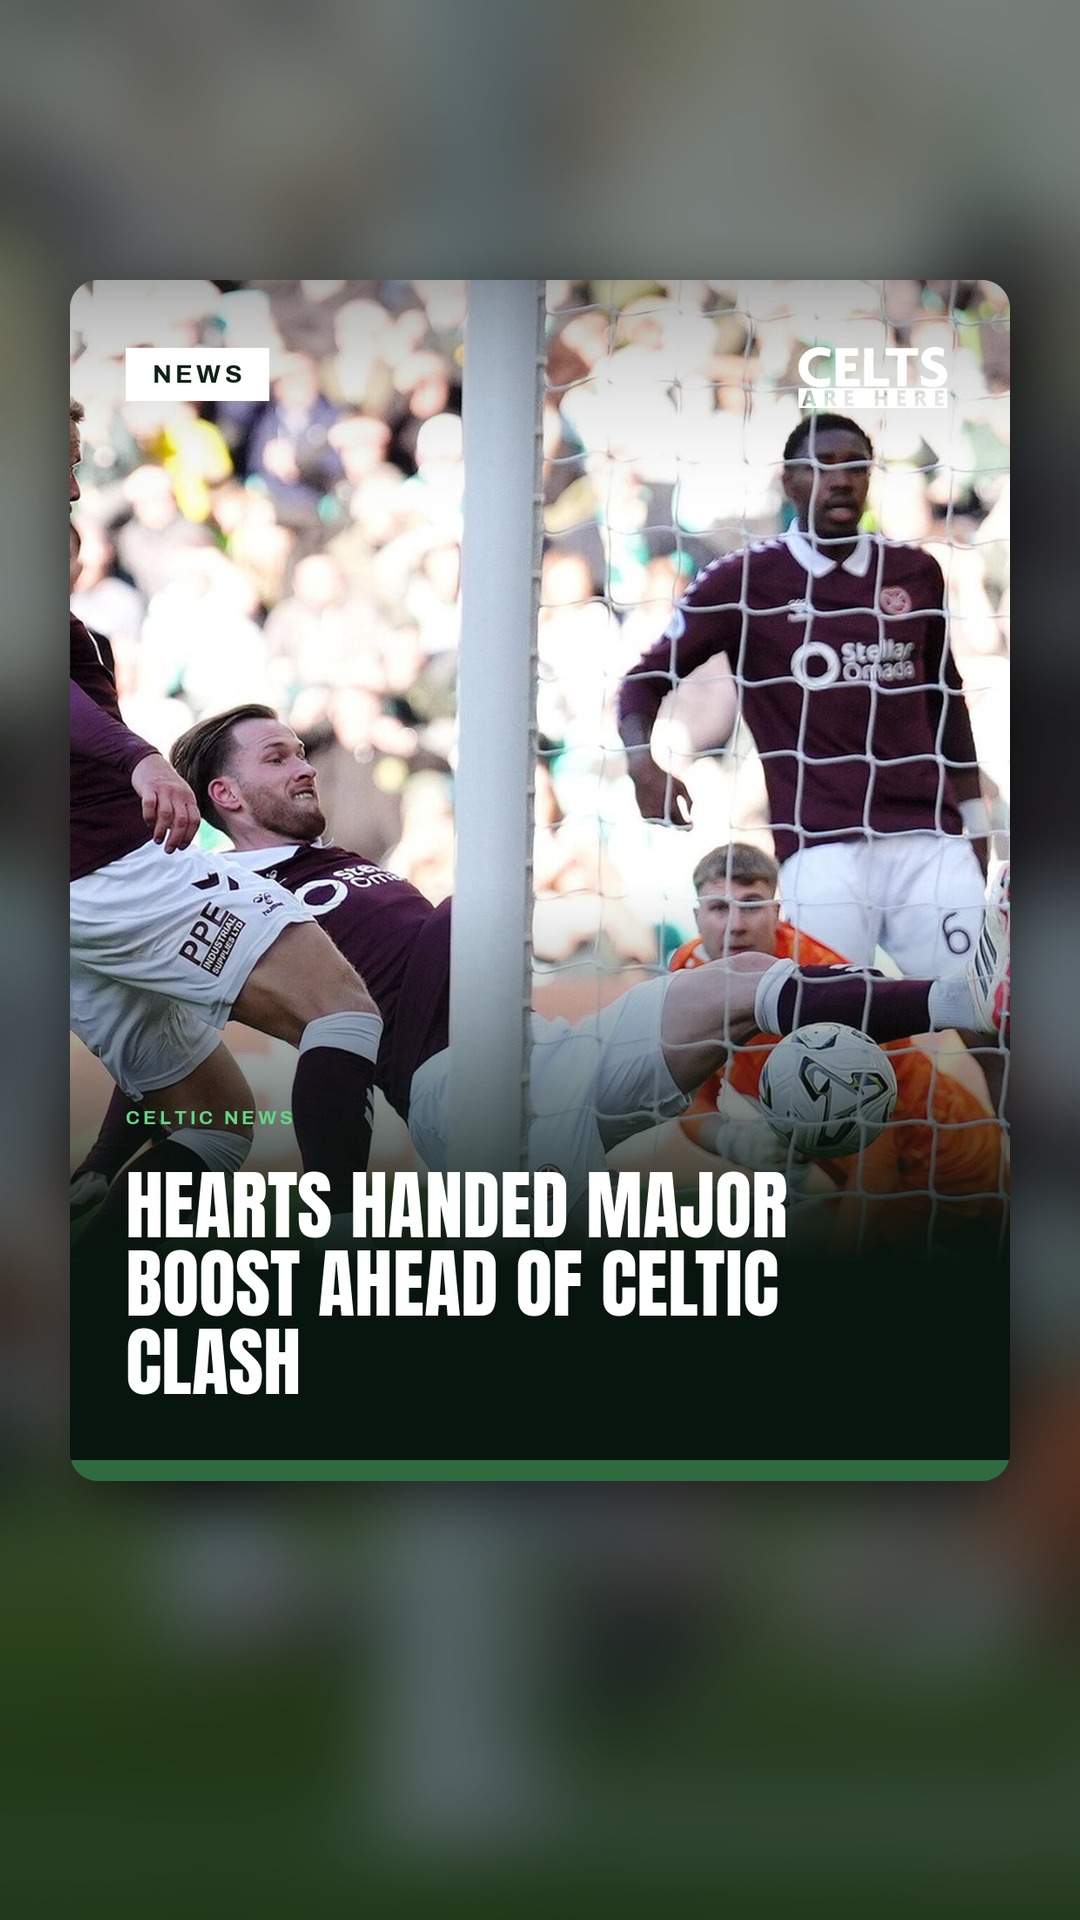 NEWS
CELTS
ARE HERE
Stellar
Omada
PPE
INDUSTRIAL
SUPPLIES LTD
6
CELTIC NEWS
HEARTS HANDED MAJOR
BOOST AHEAD OF CELTIC
CLASH